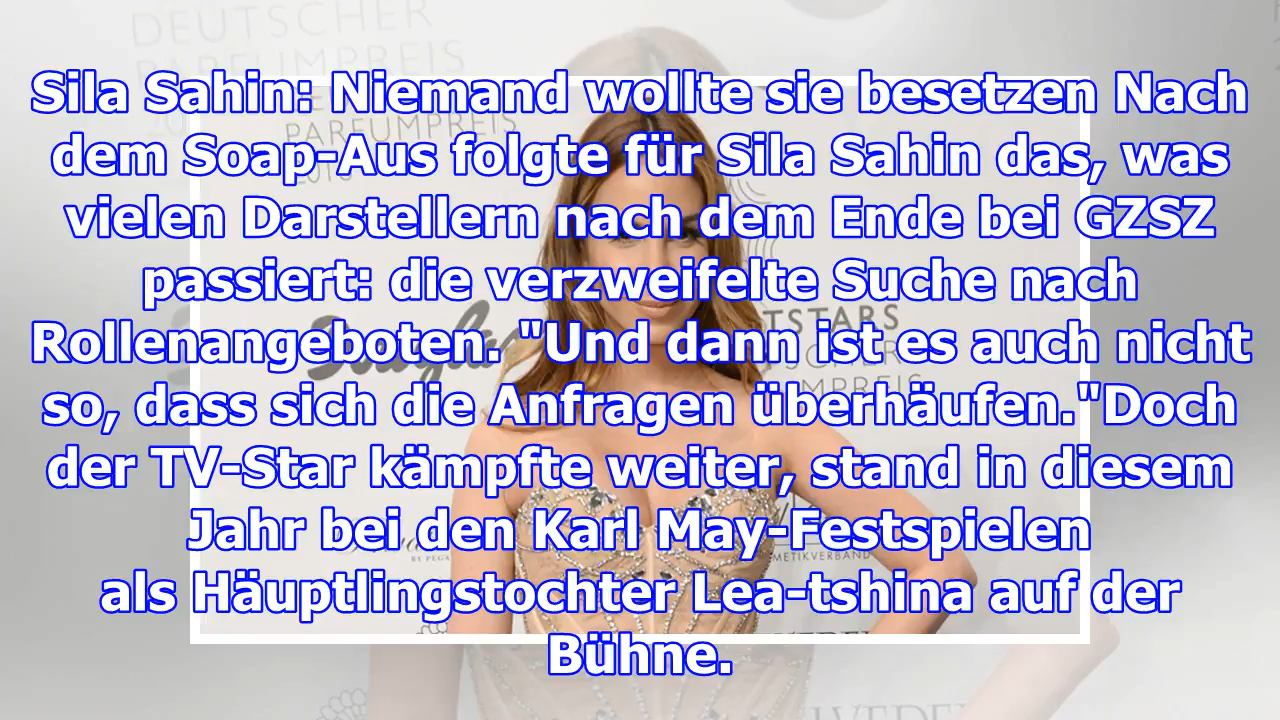 Sila Sahin: Niemand wollte sie besetzen Nach
dem Soap-Aus folgte für Sila Sahin das, was
vielen Darstellern nach dem Ende bei GZSZ
passiert: die verzweifelte Suche nach
Rollenangeboten. "Und dann ist es auch nicht
so, dass sich die Anfragen überhäufen."Doch
der TV-Star kämpfte weiter, stand in diesem
Jahr bei den Karl May-Festspielen
als Häuptlingstochter Lea-tshina auf der
Bühne.
DEUTSCHER
PARFUMPREIS
PARFUMPREIS